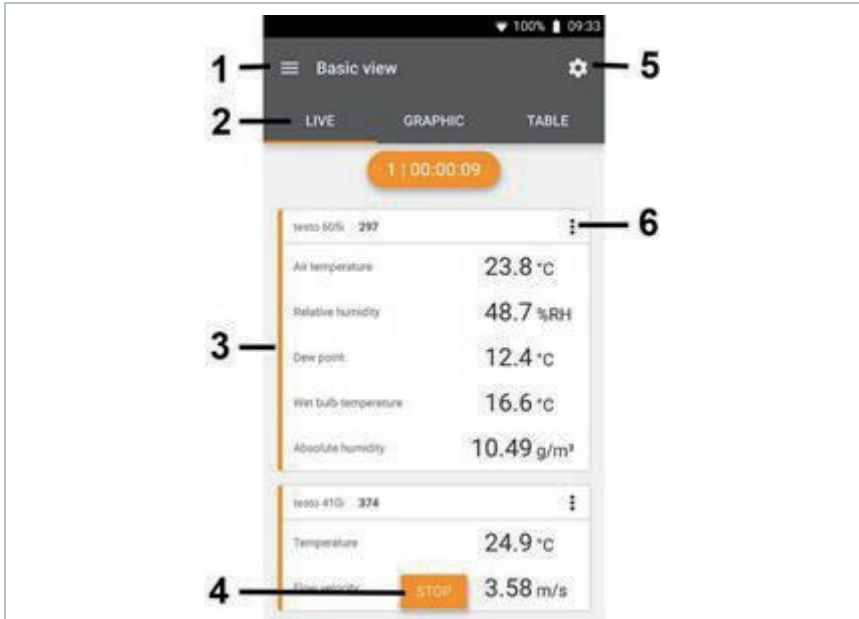 100% 09:33
1 Basic view 5
2 LIVE GRAPHIC TABLE
1 | 00:00:09
testo 605i 297 6
Air temperature 23.8 °C
Relative humidity 48.7 %RH
3
Dew point 12.4 °C
Wet bulb temperature 16.6 °C
Absolute humidity 10.49 g/m³
testo 410i 374
Temperature 24.9 °C
4 Flow velocity STOP 3.58 m/s